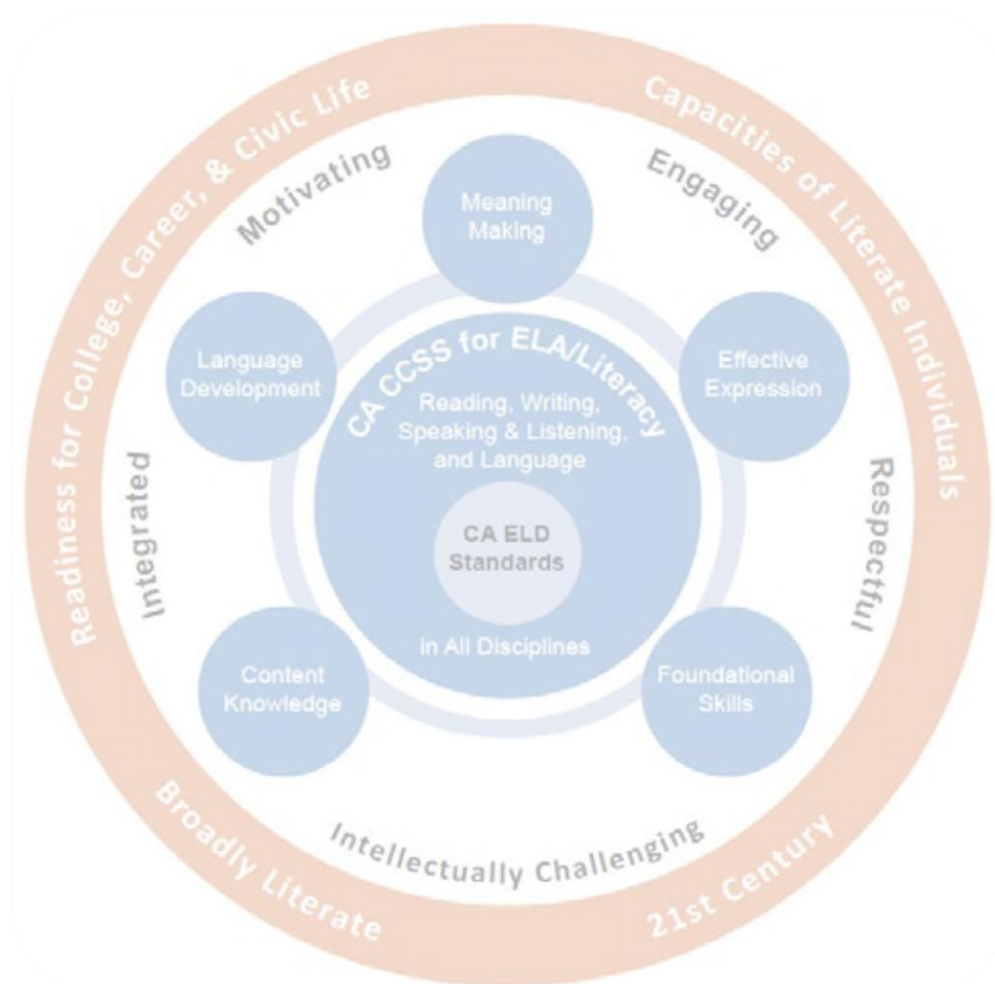 Readiness for College, Career, & Civic Life
Capacities of Literate Individuals
Motivating
Engaging
Meaning
Making
Language
Development
Effective
Expression
CA CCSS for ELA/Literacy
Reading, Writing,
Speaking & Listening,
and Language
CA ELD
Standards
in All Disciplines
Integrated
Respectful
Content
Knowledge
Foundational
Skills
Intellectually Challenging
Broadly Literate
21st Century